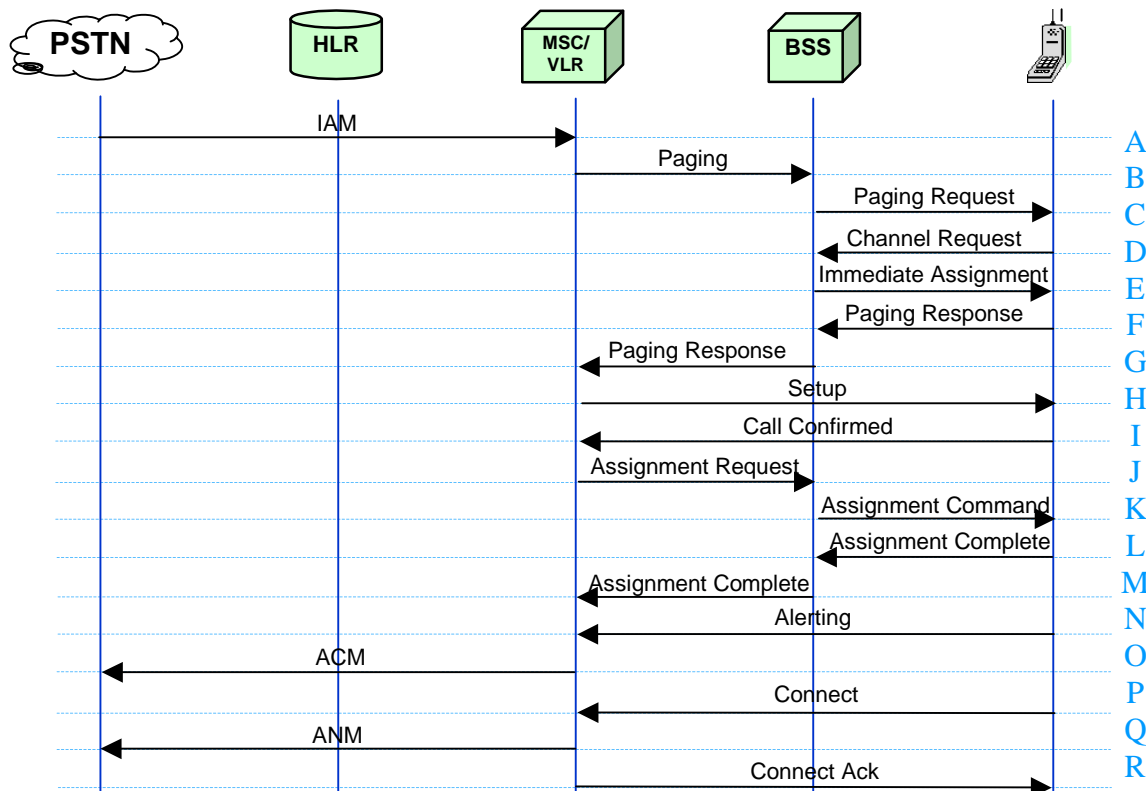 PSTN
HLR
MSC/
VLR
BSS
IAM
A
Paging
B
Paging Request
C
Channel Request
D
Immediate Assignment
E
Paging Response
F
Paging Response
G
Setup
H
Call Confirmed
I
Assignment Request
J
Assignment Command
K
Assignment Complete
L
Assignment Complete
M
Alerting
N
ACM
O
Connect
P
ANM
Q
Connect Ack
R